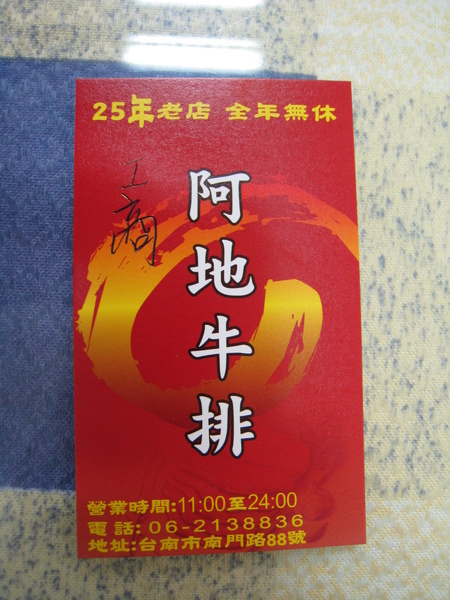 25年老店 全年無休
工商
阿地牛排
營業時間:11:00至24:00
電話:06-2138836
地址:台南市南門路88號